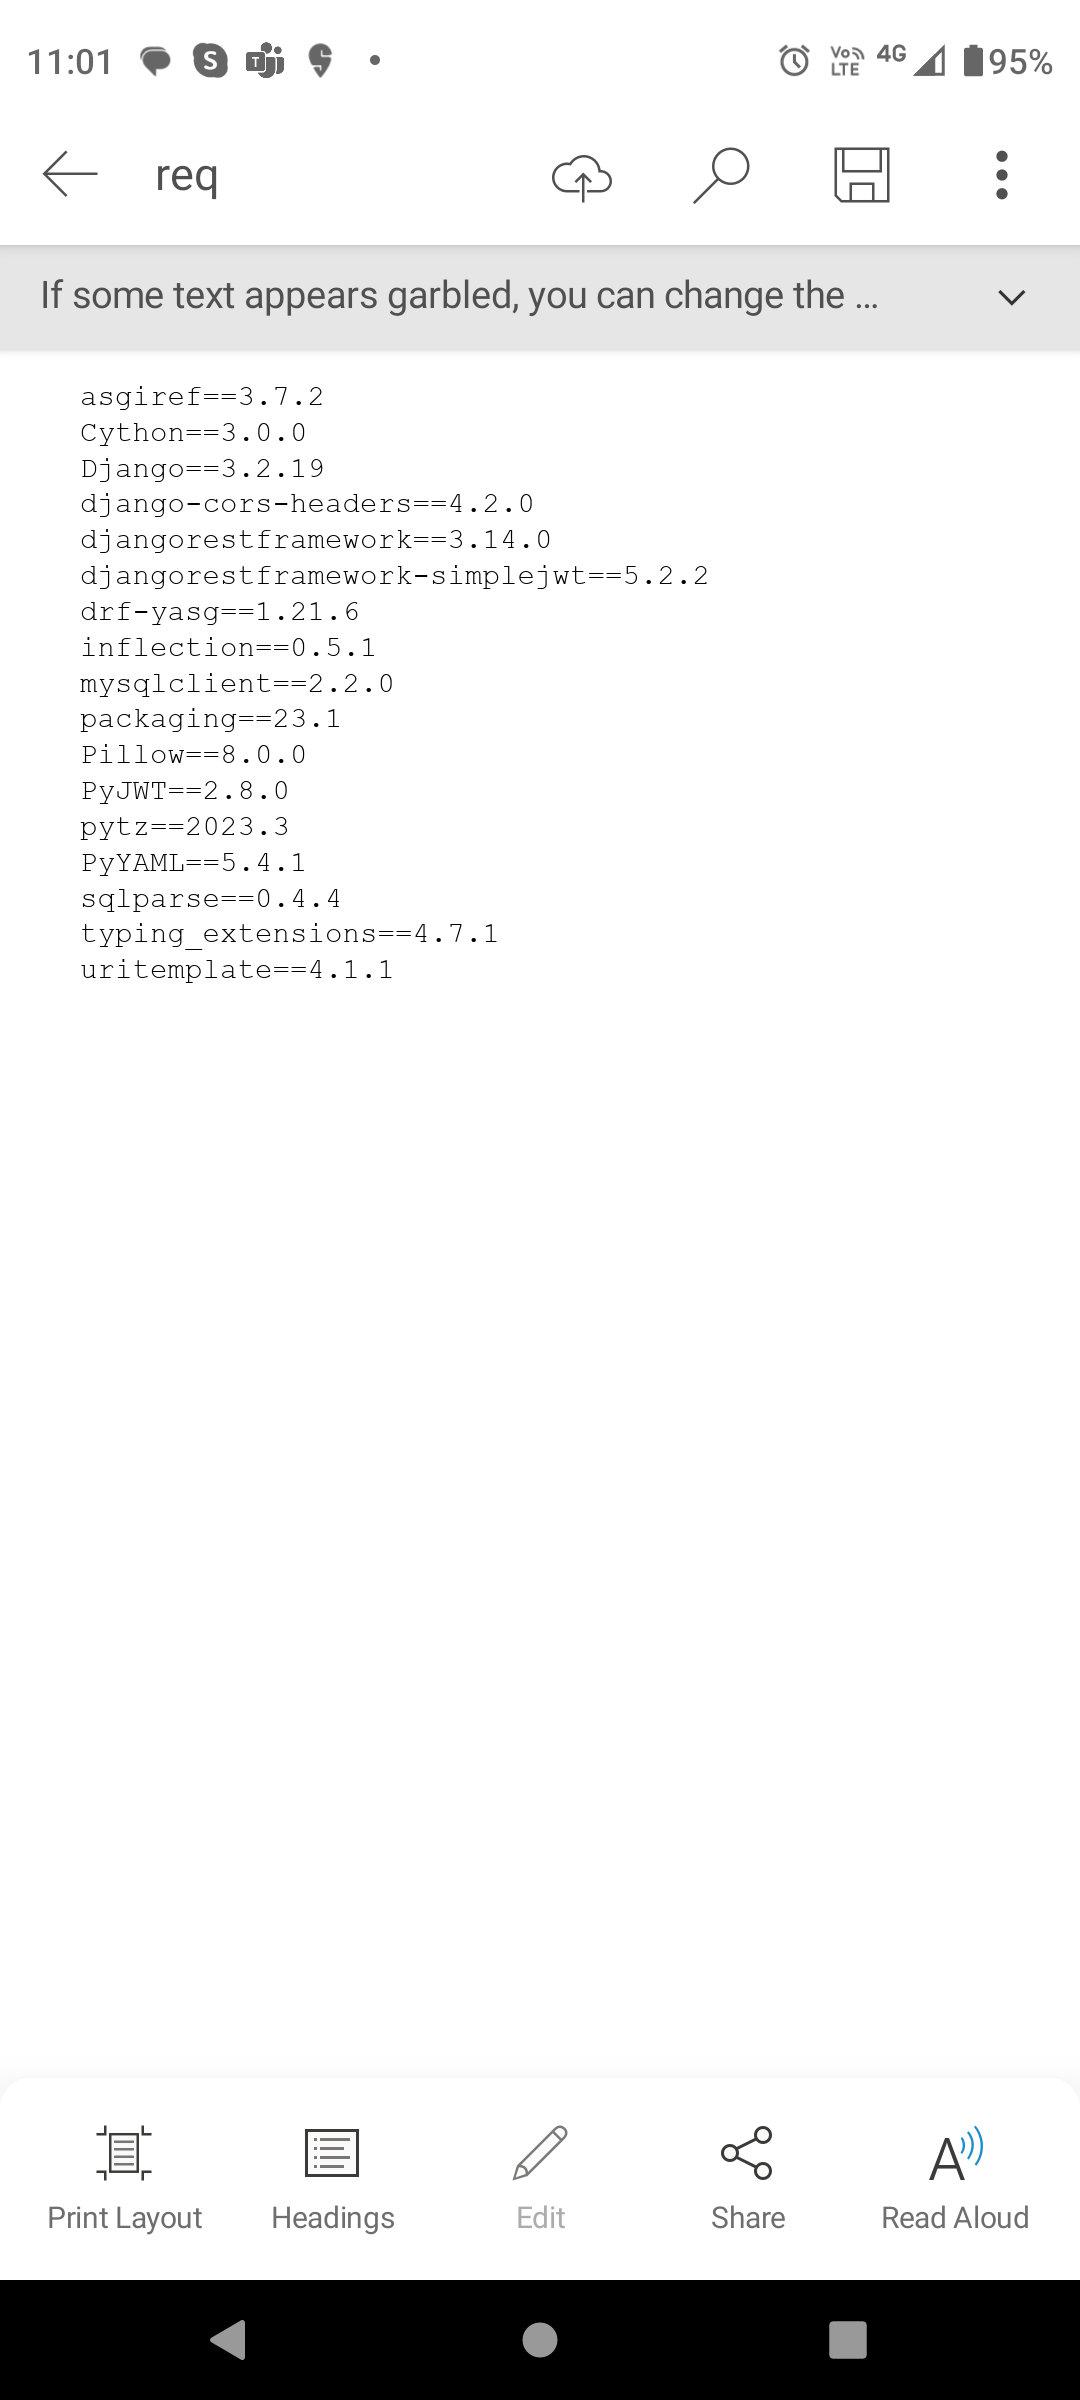 11:01
VoLTE 4G 95%
req
If some text appears garbled, you can change the ...
asgiref==3.7.2
Cython==3.0.0
Django==3.2.19
django-cors-headers==4.2.0
djangorestframework==3.14.0
djangorestframework-simplejwt==5.2.2
drf-yasg==1.21.6
inflection==0.5.1
mysqlclient==2.2.0
packaging==23.1
Pillow==8.0.0
PyJWT==2.8.0
pytz==2023.3
PyYAML==5.4.1
sqlparse==0.4.4
typing_extensions==4.7.1
uritemplate==4.1.1
Print Layout Headings Edit Share Read Aloud